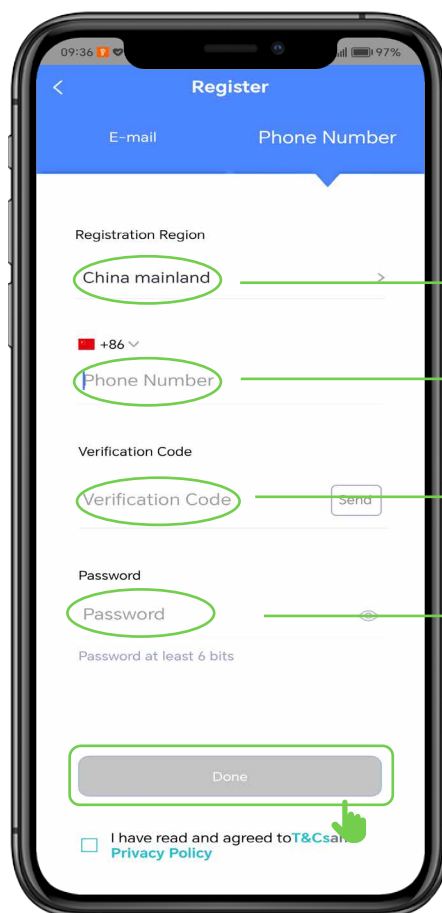 09:36
97%
Register
E-mail
Phone Number
Registration Region
China mainland
+86
Phone Number
Verification Code
Verification Code
Send
Password
Password
Password at least 6 bits
Done
I have read and agreed toT&Csan
Privacy Policy